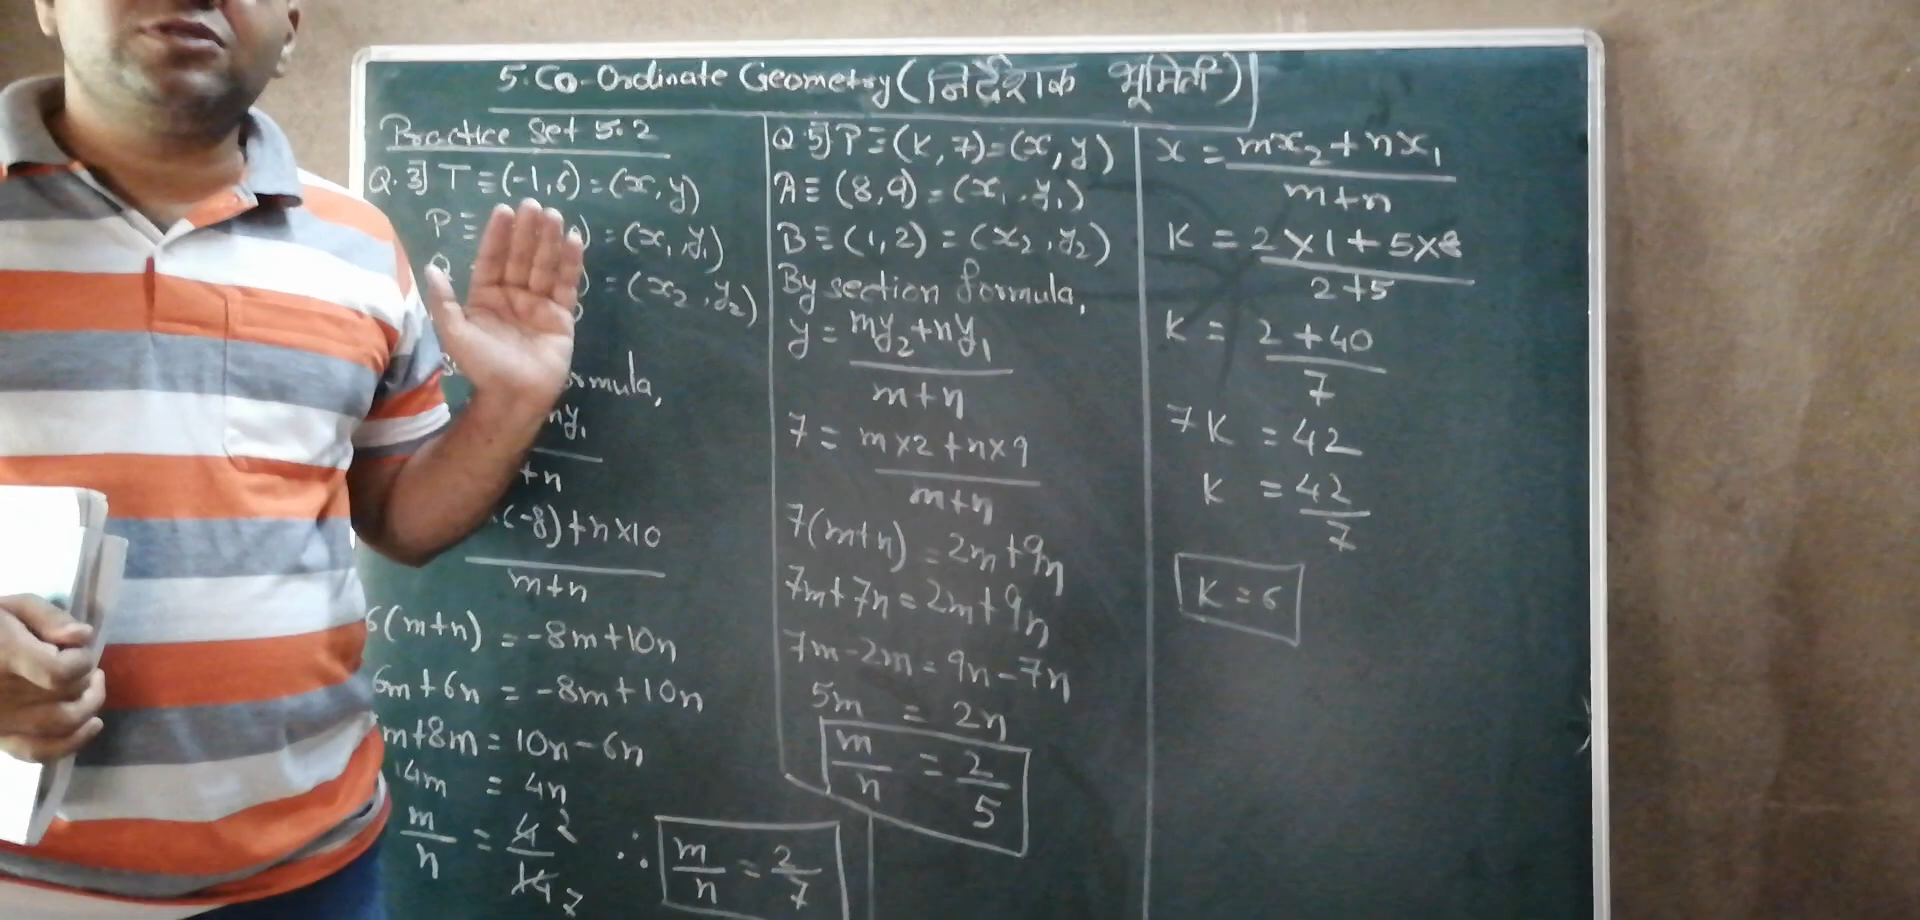 5. Co-Ordinate Geometry (निर्देशक भूमिती)
Practice Set 5.2
Q.3] T ≡ (-1,6) = (x, y)
P ≡ = (x₁, y₁)
= (x₂, y₂)
ormula,
ny₁
+n
(-8)+n×10
m+n
6(m+n) = -8m+10n
6m+6n = -8m+10n
m+8m = 10n-6n
14m = 4n
m/n = 4/14 2 7
∴ m/n = 2/7
Q.5] P ≡ (K, 7) = (x, y)
A ≡ (8,9) = (x₁, y₁)
B ≡ (1,2) = (x₂, y₂)
By section formula,
y = my₂+ny₁
m+n
7 = m×2+n×9
m+n
7(m+n) = 2m+9n
7m+7n = 2m+9n
7m-2m = 9n-7n
5m = 2n
m/n = 2/5
x = mx₂+nx₁
m+n
K = 2×1+5×8
2+5
K = 2+40
7
7K = 42
K = 42
7
K = 6